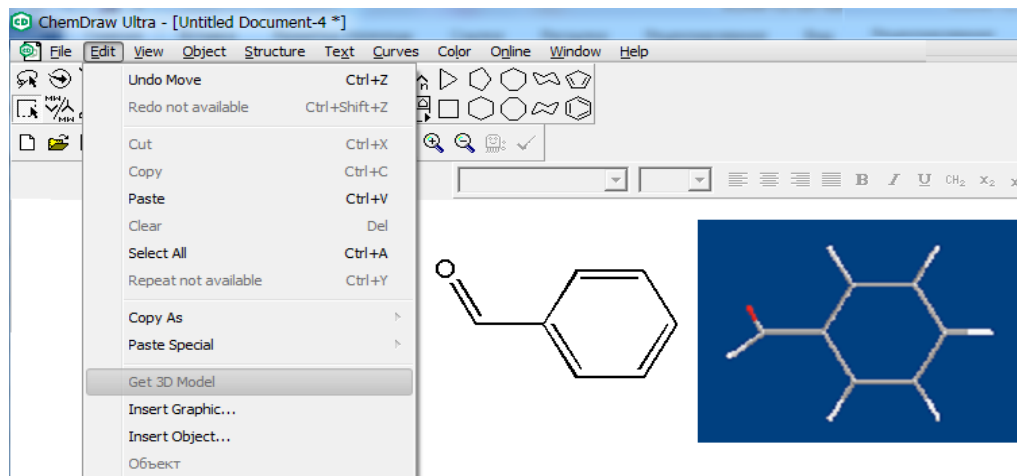 ChemDraw Ultra - [Untitled Document-4 *]
File Edit View Object Structure Text Curves Color Online Window Help
Undo Move Ctrl+Z
Redo not available Ctrl+Shift+Z
Cut Ctrl+X
Copy Ctrl+C
Paste Ctrl+V
Clear Del
Select All Ctrl+A
Repeat not available Ctrl+Y
Copy As
Paste Special
Get 3D Model
Insert Graphic...
Insert Object...
Объект
MW
MW
B I U CH₂ X₂
O